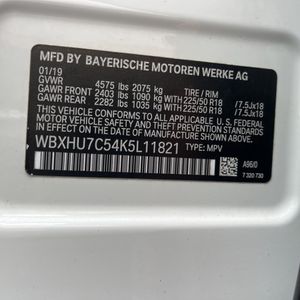 MFD BY BAYERISCHE MOTOREN WERKE AG
01/19
GVWR 4575 lbs 2075 kg TIRE / RIM
GAWR FRONT 2403 lbs 1090 kg WITH 225/50 R18 /7.5Jx18
GAWR REAR 2282 lbs 1035 kg WITH 225/50 R18 /7.5Jx18
THIS VEHICLE CONFORMS TO ALL APPLICABLE
FEDERAL MOTOR VEHICLE SAFETY, BUMPER,
AND THEFT PREVENTION STANDARDS IN EFFECT
ON THE DATE OF MANUFACTURE SHOWN ABOVE.
WBXHU7C54K5L11821 TYPE: MPV
A96/0
7 320 730